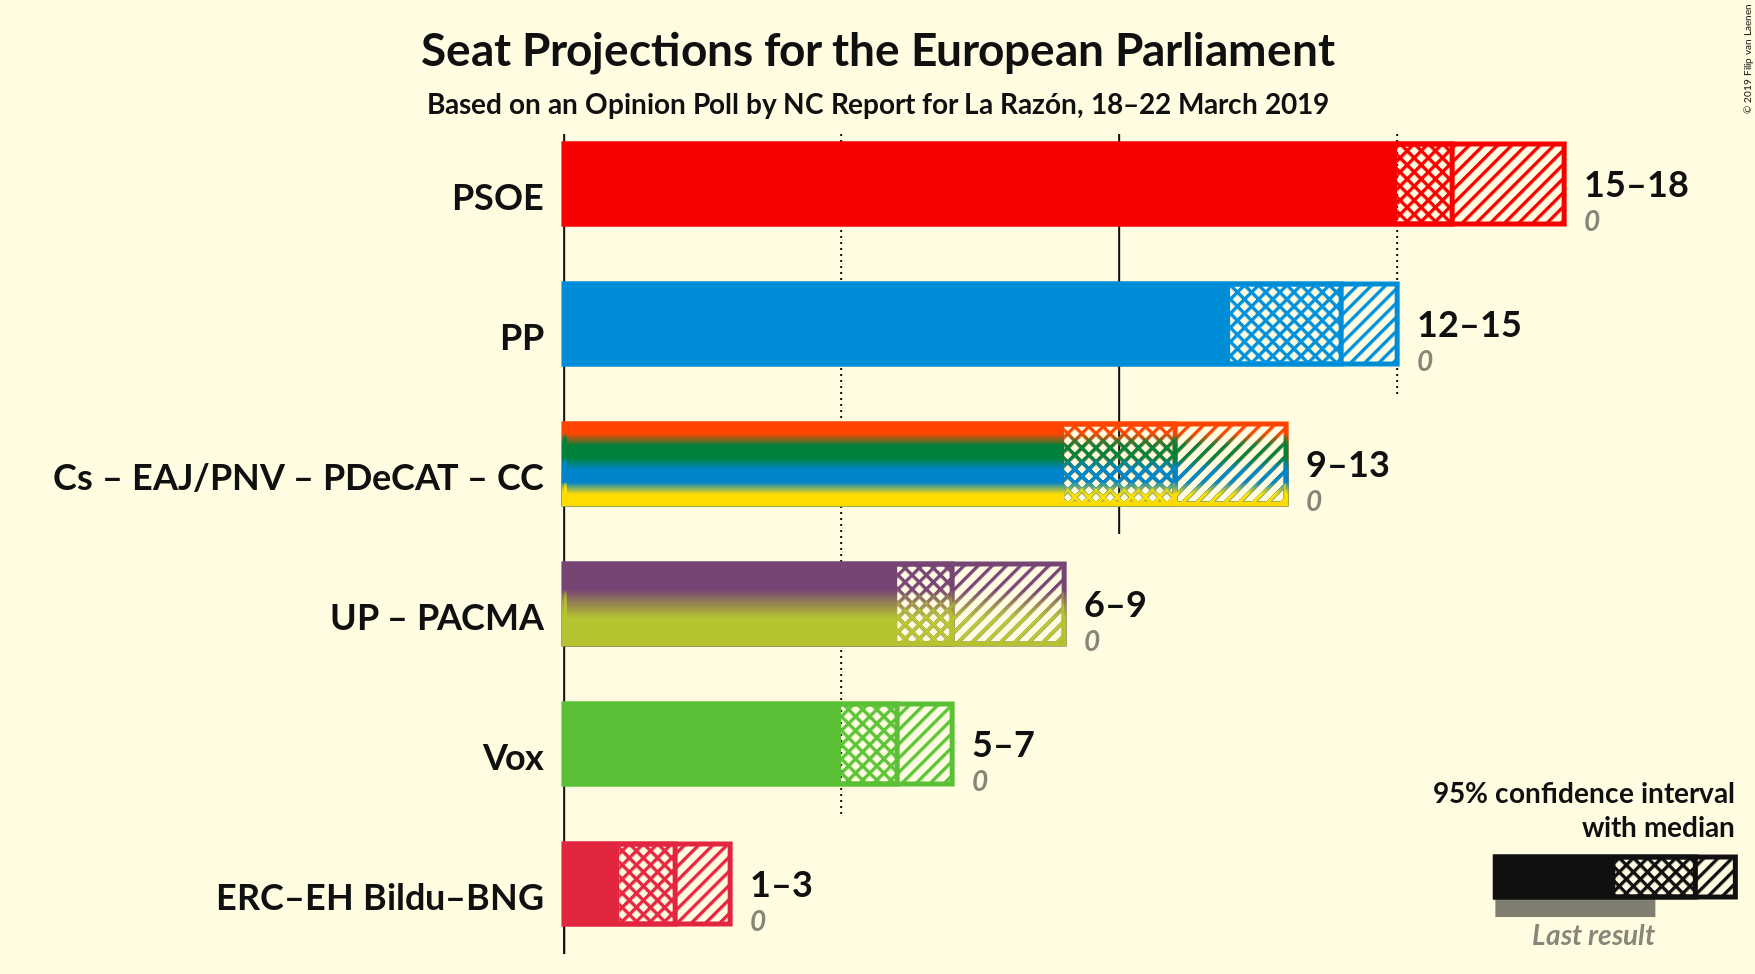 Seat Projections for the European Parliament
Based on an Opinion Poll by NC Report for La Razón, 18–22 March 2019
© 2019 Filip van Laenen
PSOE
15–18
0
PP
12–15
0
Cs – EAJ/PNV – PDeCAT – CC
9–13
0
UP – PACMA
6–9
0
Vox
5–7
0
ERC–EH Bildu–BNG
1–3
0
95% confidence interval
with median
Last result